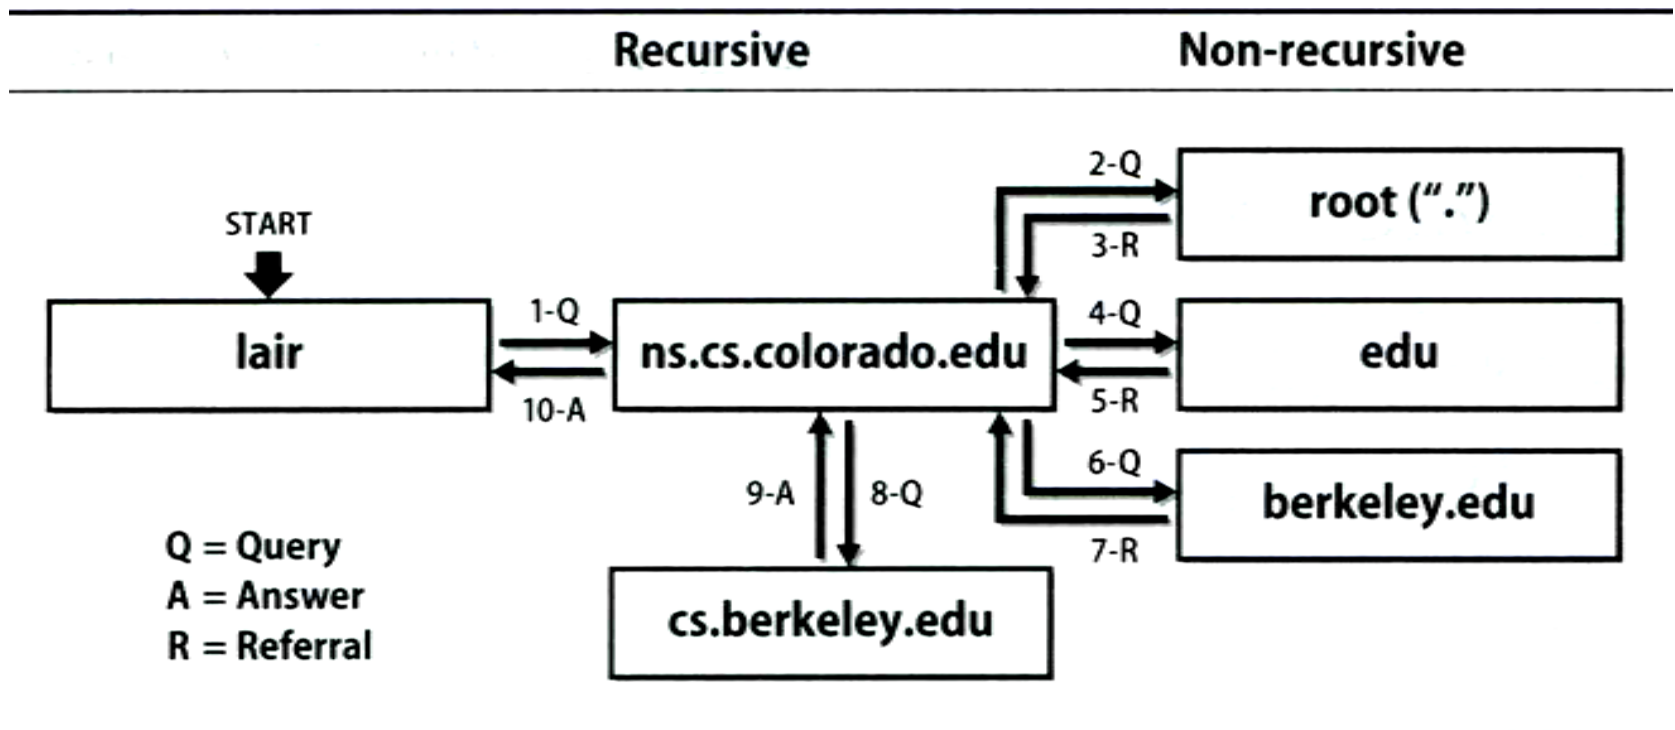 Recursive Non-recursive
2-Q
root (“.”)
3-R
START
1-Q
4-Q
lair
ns.cs.colorado.edu
edu
10-A
5-R
6-Q
9-A
8-Q
berkeley.edu
7-R
Q = Query
A = Answer
R = Referral
cs.berkeley.edu